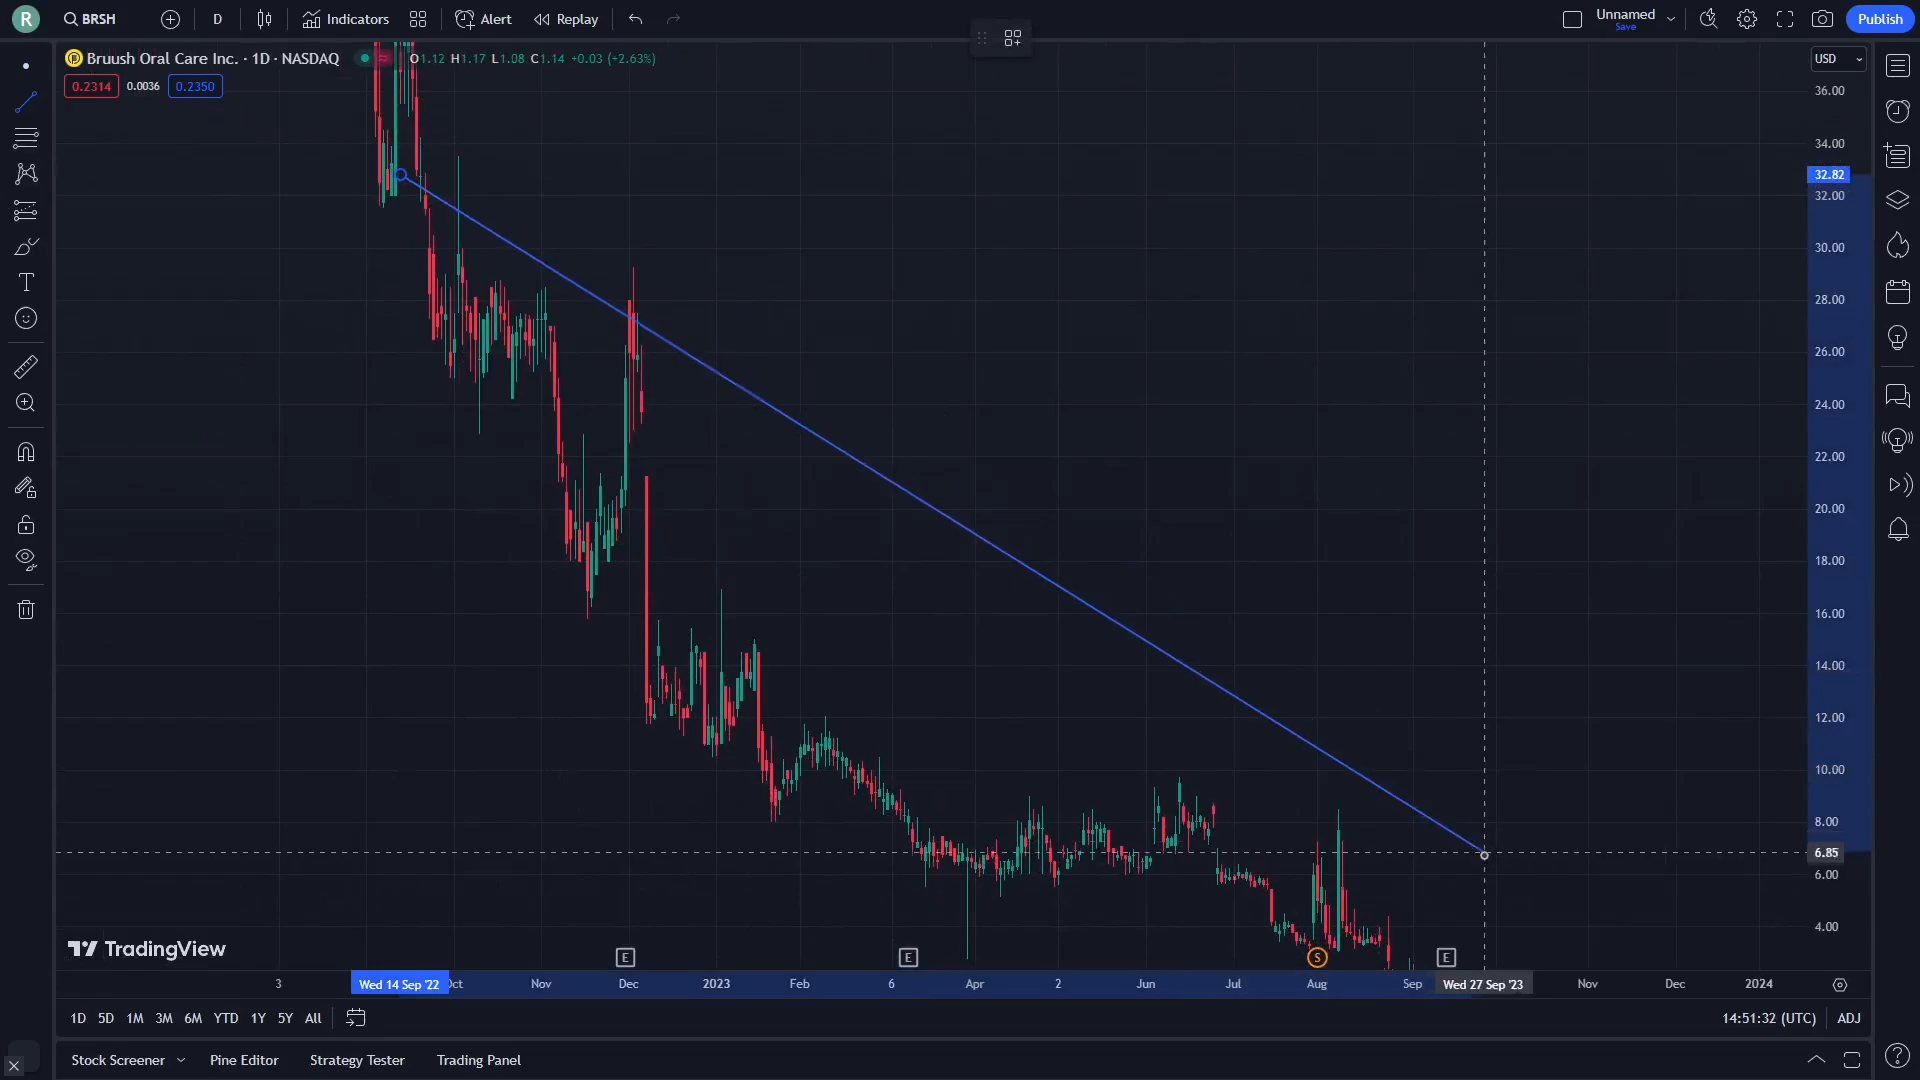 R BRSH D Indicators Alert Replay Unnamed Save Publish
Bruush Oral Care Inc. · 1D · NASDAQ O1.12 H1.17 L1.08 C1.14 +0.03 (+2.63%) USD
0.2314 0.0036 0.2350
36.00
34.00
32.82
32.00
30.00
28.00
26.00
24.00
22.00
20.00
18.00
16.00
14.00
12.00
10.00
8.00
6.85
6.00
4.00
TradingView
E E S E
3 Wed 14 Sep '22 Oct Nov Dec 2023 Feb 6 Apr 2 Jun Jul Aug Sep Wed 27 Sep '23 Nov Dec 2024
1D 5D 1M 3M 6M YTD 1Y 5Y All 14:51:32 (UTC) ADJ
Stock Screener Pine Editor Strategy Tester Trading Panel